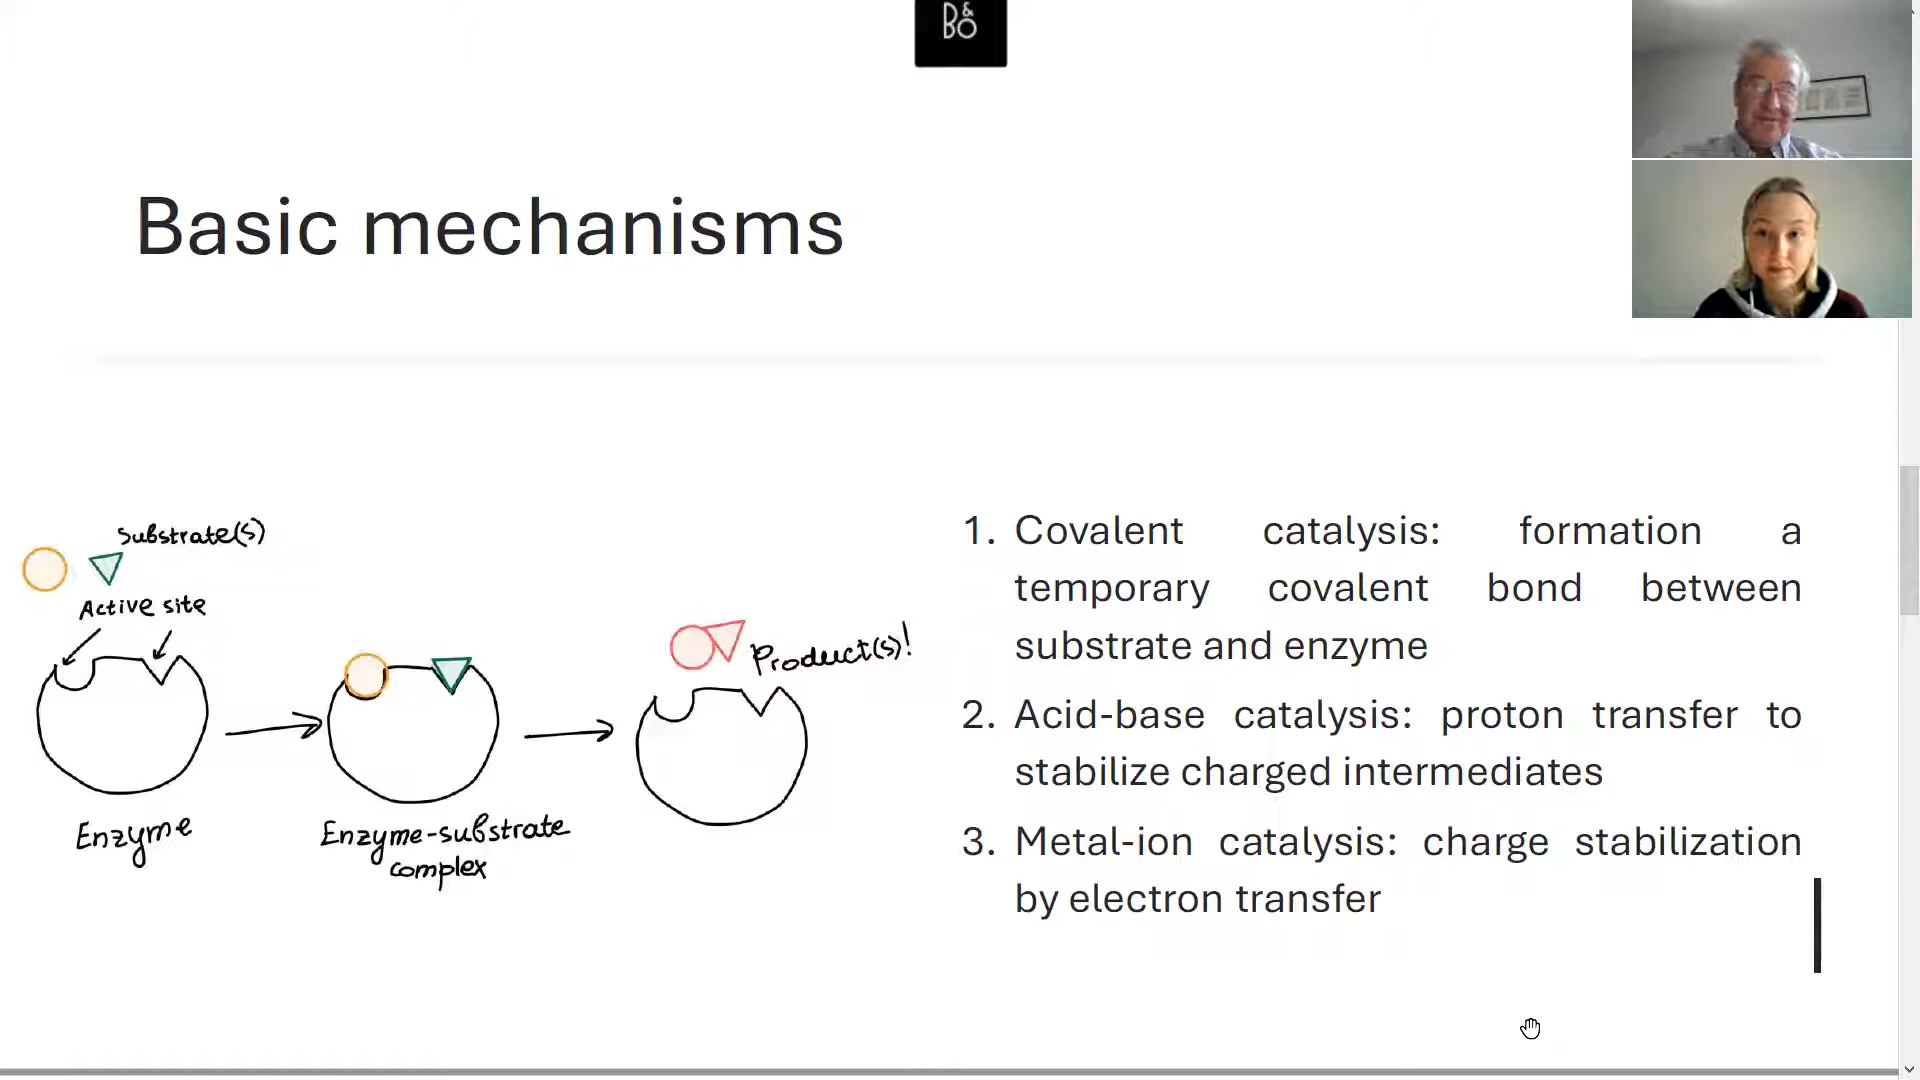 B&O
Basic mechanisms
Substrate(s)
Active site
Enzyme
Enzyme-substrate
complex
Product(s)!
1. Covalent catalysis: formation a
temporary covalent bond between
substrate and enzyme
2. Acid-base catalysis: proton transfer to
stabilize charged intermediates
3. Metal-ion catalysis: charge stabilization
by electron transfer